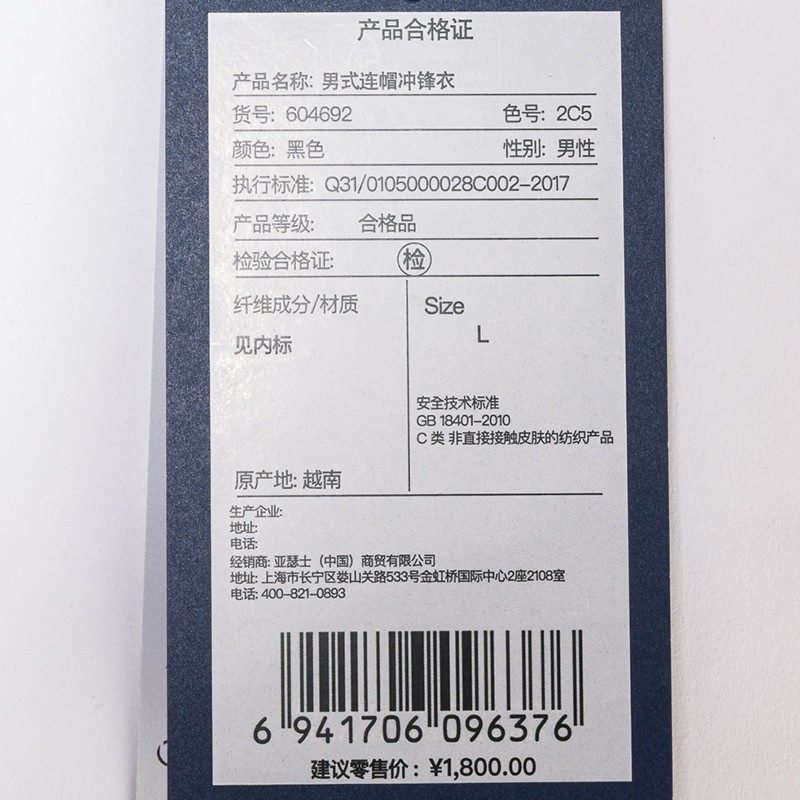 产品合格证
产品名称: 男式连帽冲锋衣
货号: 604692 色号: 2C5
颜色: 黑色 性别: 男性
执行标准: Q31/0105000028C002-2017
产品等级: 合格品
检验合格证: 检
纤维成分/材质 Size
L
见内标
安全技术标准
GB 18401-2010
C 类 非直接接触皮肤的纺织产品
原产地: 越南
生产企业:
地址:
电话:
经销商: 亚瑟士（中国）商贸有限公司
地址: 上海市长宁区娄山关路533号金虹桥国际中心2座2108室
电话: 400-821-0893
6 941706 096376
建议零售价：¥1,800.00